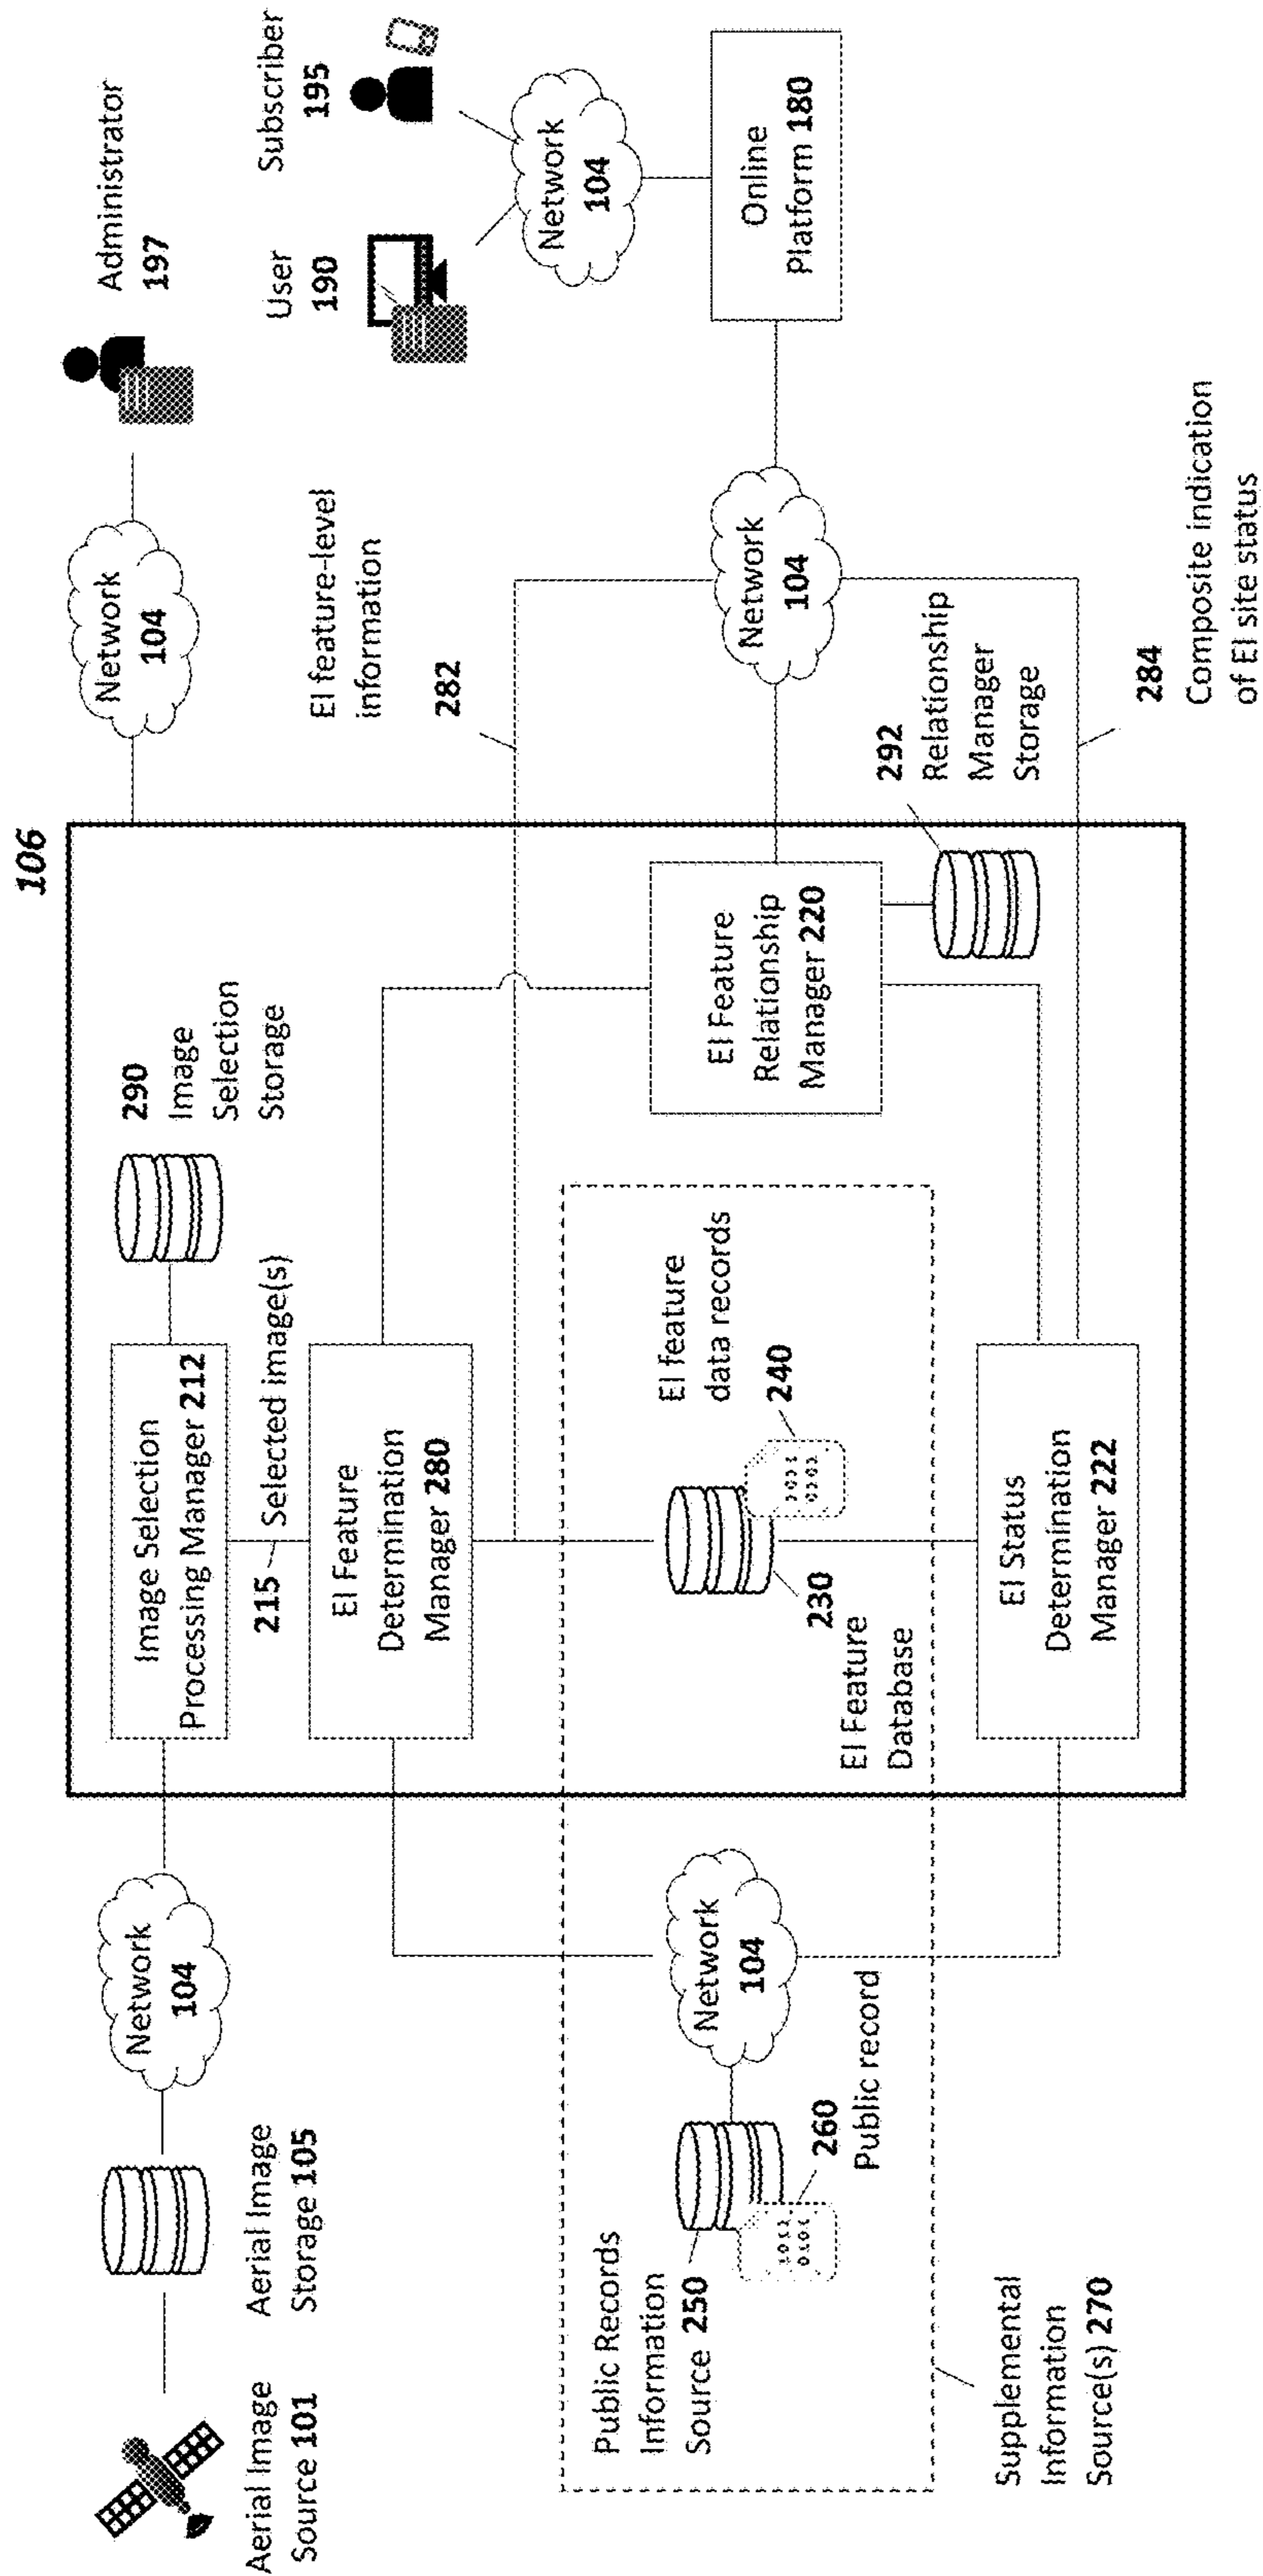 106
Aerial Image
Source 101
Aerial Image
Storage 105
Network
104
Image Selection
Processing Manager 212
290
Image
Selection
Storage
Network
104
Administrator
197
215
Selected image(s)
EI Feature
Determination
Manager 280
EI feature-level
information
282
User
190
Subscriber
195
Network
104
Public Records
Information
Source 250
260
Public record
Network
104
EI Feature
Database
230
EI feature
data records
240
EI Feature
Relationship
Manager 220
292
Relationship
Manager
Storage
Network
104
Online
Platform 180
Supplemental
Information
Source(s) 270
EI Status
Determination
Manager 222
284
Composite indication
of EI site status